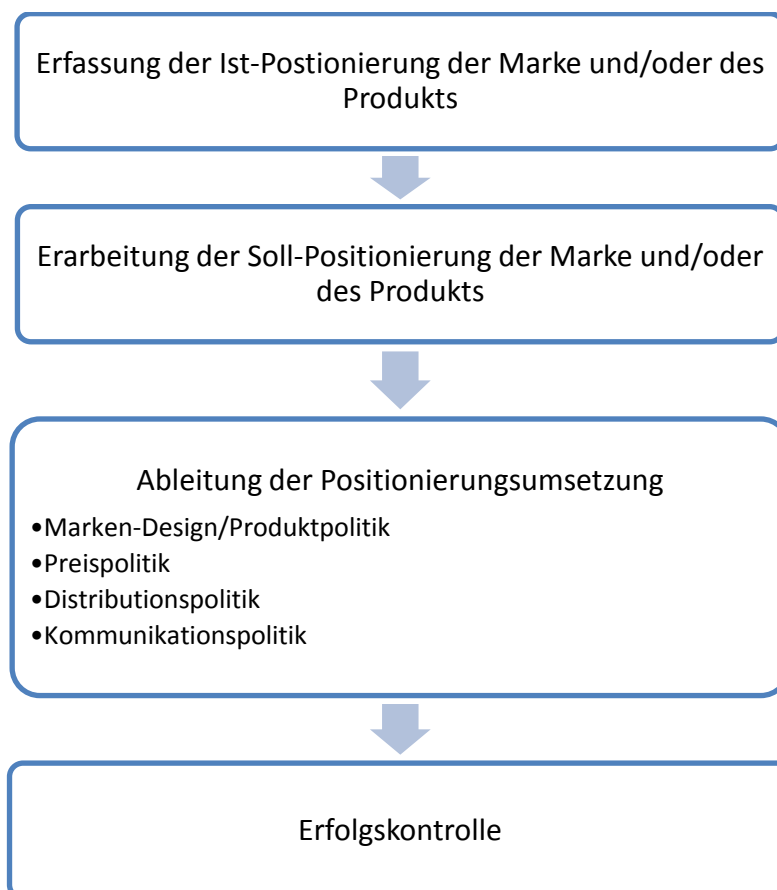 Erfassung der Ist-Postionierung der Marke und/oder des
Produkts
Erarbeitung der Soll-Positionierung der Marke und/oder
des Produkts
Ableitung der Positionierungsumsetzung
•Marken-Design/Produktpolitik
•Preispolitik
•Distributionspolitik
•Kommunikationspolitik
Erfolgskontrolle